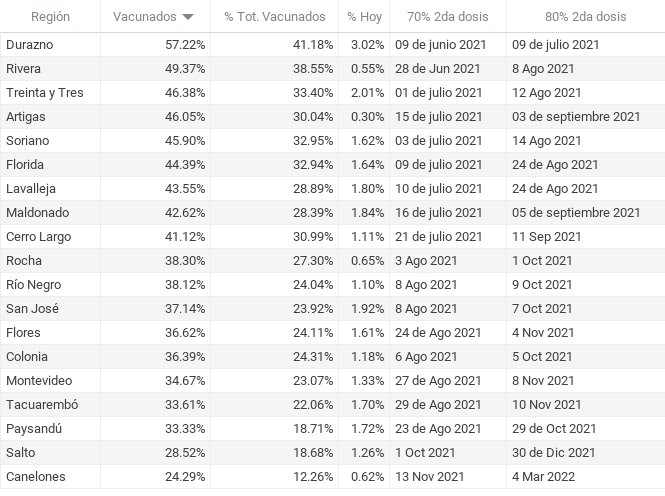 Región Vacunados % Tot. Vacunados % Hoy 70% 2da dosis 80% 2da dosis
Durazno 57.22% 41.18% 3.02% 09 de junio 2021 09 de julio 2021
Rivera 49.37% 38.55% 0.55% 28 de Jun 2021 8 Ago 2021
Treinta y Tres 46.38% 33.40% 2.01% 01 de julio 2021 12 Ago 2021
Artigas 46.05% 30.04% 0.30% 15 de julio 2021 03 de septiembre 2021
Soriano 45.90% 32.95% 1.62% 03 de julio 2021 14 Ago 2021
Florida 44.39% 32.94% 1.64% 09 de julio 2021 24 de Ago 2021
Lavalleja 43.55% 28.89% 1.80% 10 de julio 2021 24 de Ago 2021
Maldonado 42.62% 28.39% 1.84% 16 de julio 2021 05 de septiembre 2021
Cerro Largo 41.12% 30.99% 1.11% 21 de julio 2021 11 Sep 2021
Rocha 38.30% 27.30% 0.65% 3 Ago 2021 1 Oct 2021
Río Negro 38.12% 24.04% 1.10% 8 Ago 2021 9 Oct 2021
San José 37.14% 23.92% 1.92% 8 Ago 2021 7 Oct 2021
Flores 36.62% 24.11% 1.61% 24 de Ago 2021 4 Nov 2021
Colonia 36.39% 24.31% 1.18% 6 Ago 2021 5 Oct 2021
Montevideo 34.67% 23.07% 1.33% 27 de Ago 2021 8 Nov 2021
Tacuarembó 33.61% 22.06% 1.70% 29 de Ago 2021 10 Nov 2021
Paysandú 33.33% 18.71% 1.72% 23 de Ago 2021 29 de Oct 2021
Salto 28.52% 18.68% 1.26% 1 Oct 2021 30 de Dic 2021
Canelones 24.29% 12.26% 0.62% 13 Nov 2021 4 Mar 2022